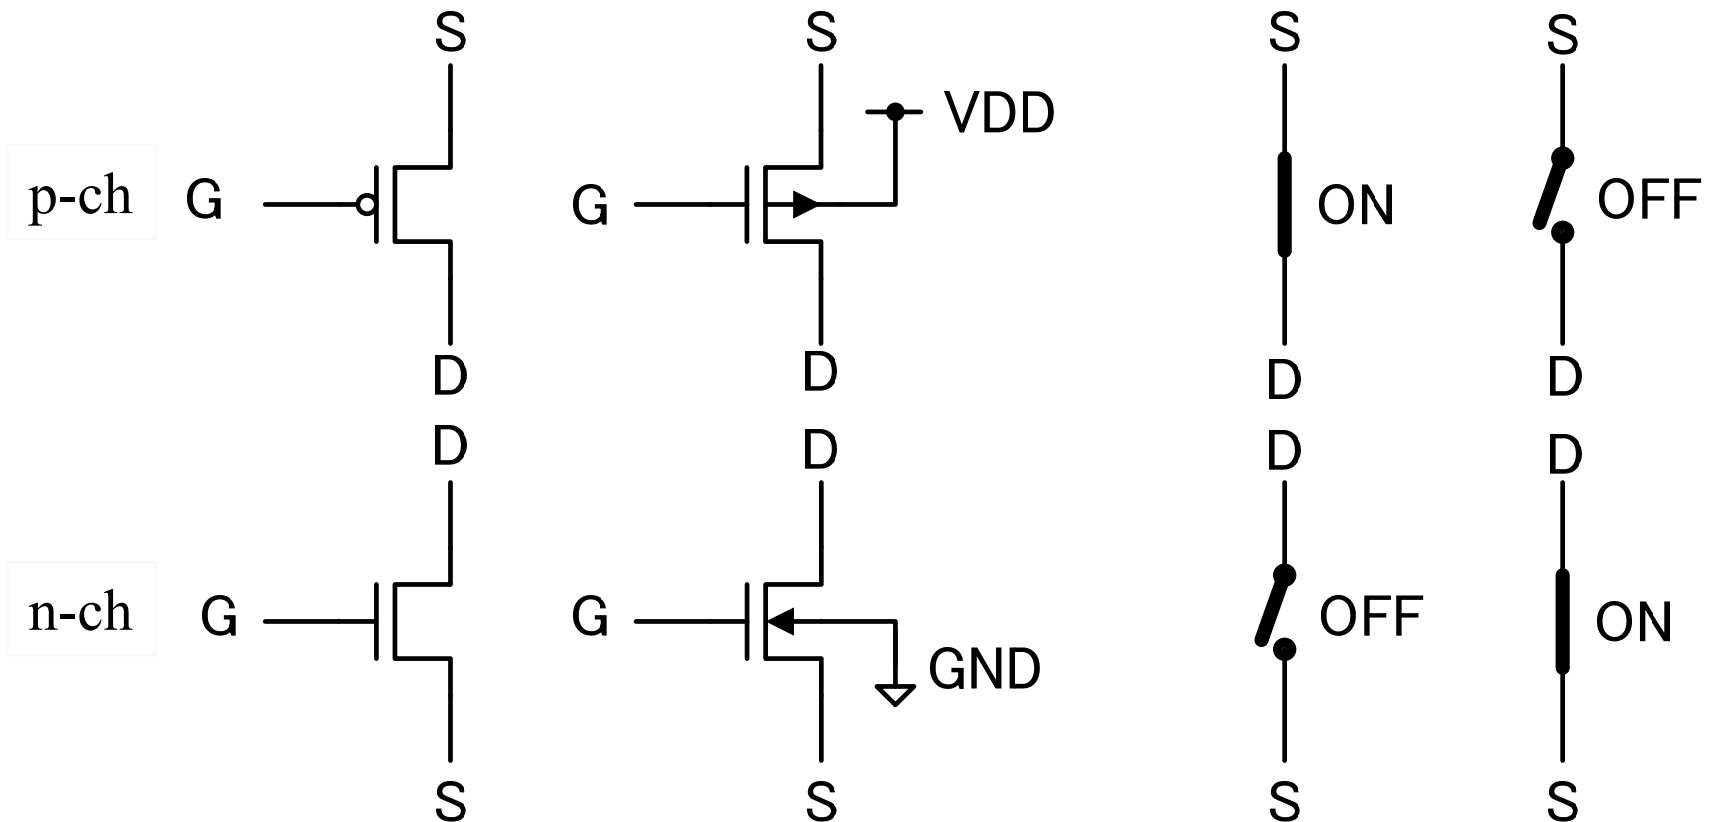 S S S S
VDD
p-ch G G ON OFF
D D D D
D D D D
n-ch G G OFF ON
GND
S S S S